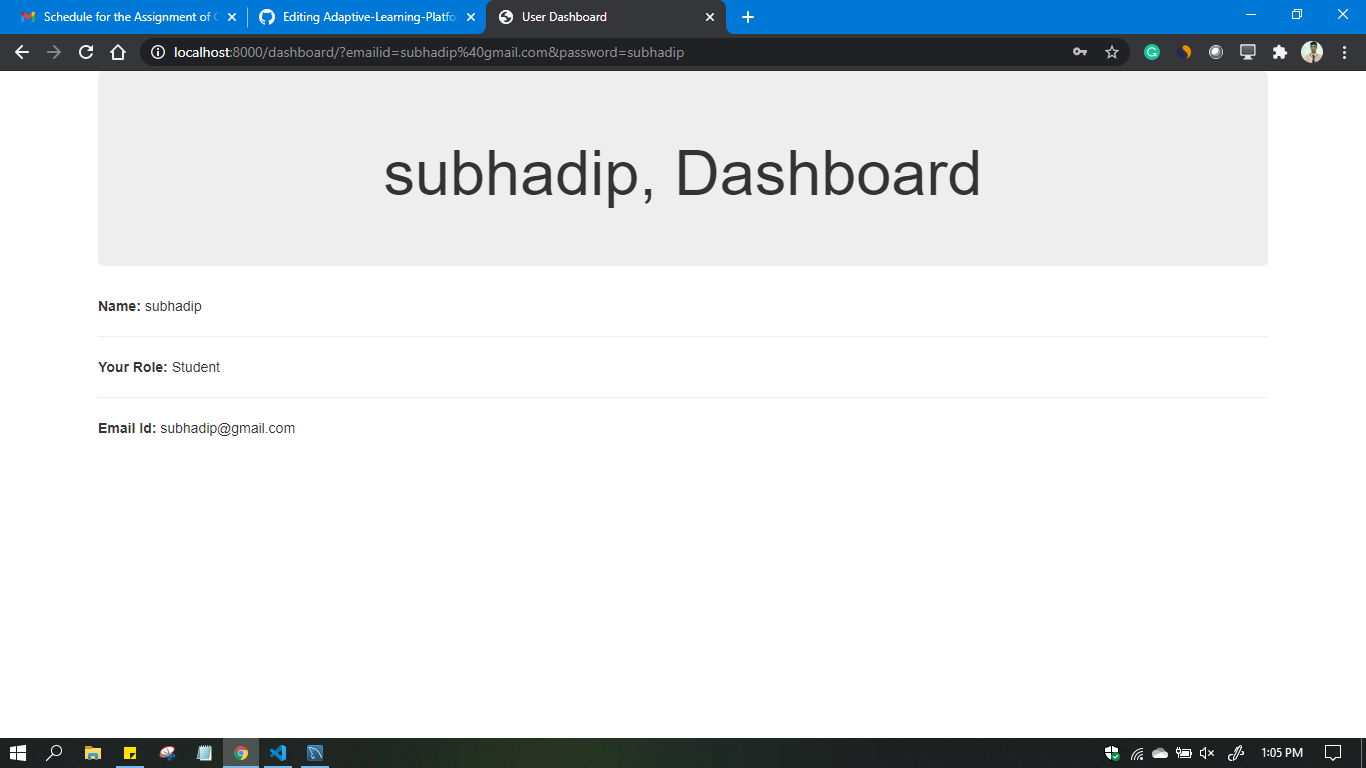 Schedule for the Assignment of
Editing Adaptive-Learning-Platfo
User Dashboard
localhost:8000/dashboard/?emailid=subhadip%40gmail.com&password=subhadip
subhadip, Dashboard
Name: subhadip
Your Role: Student
Email Id: subhadip@gmail.com
1:05 PM